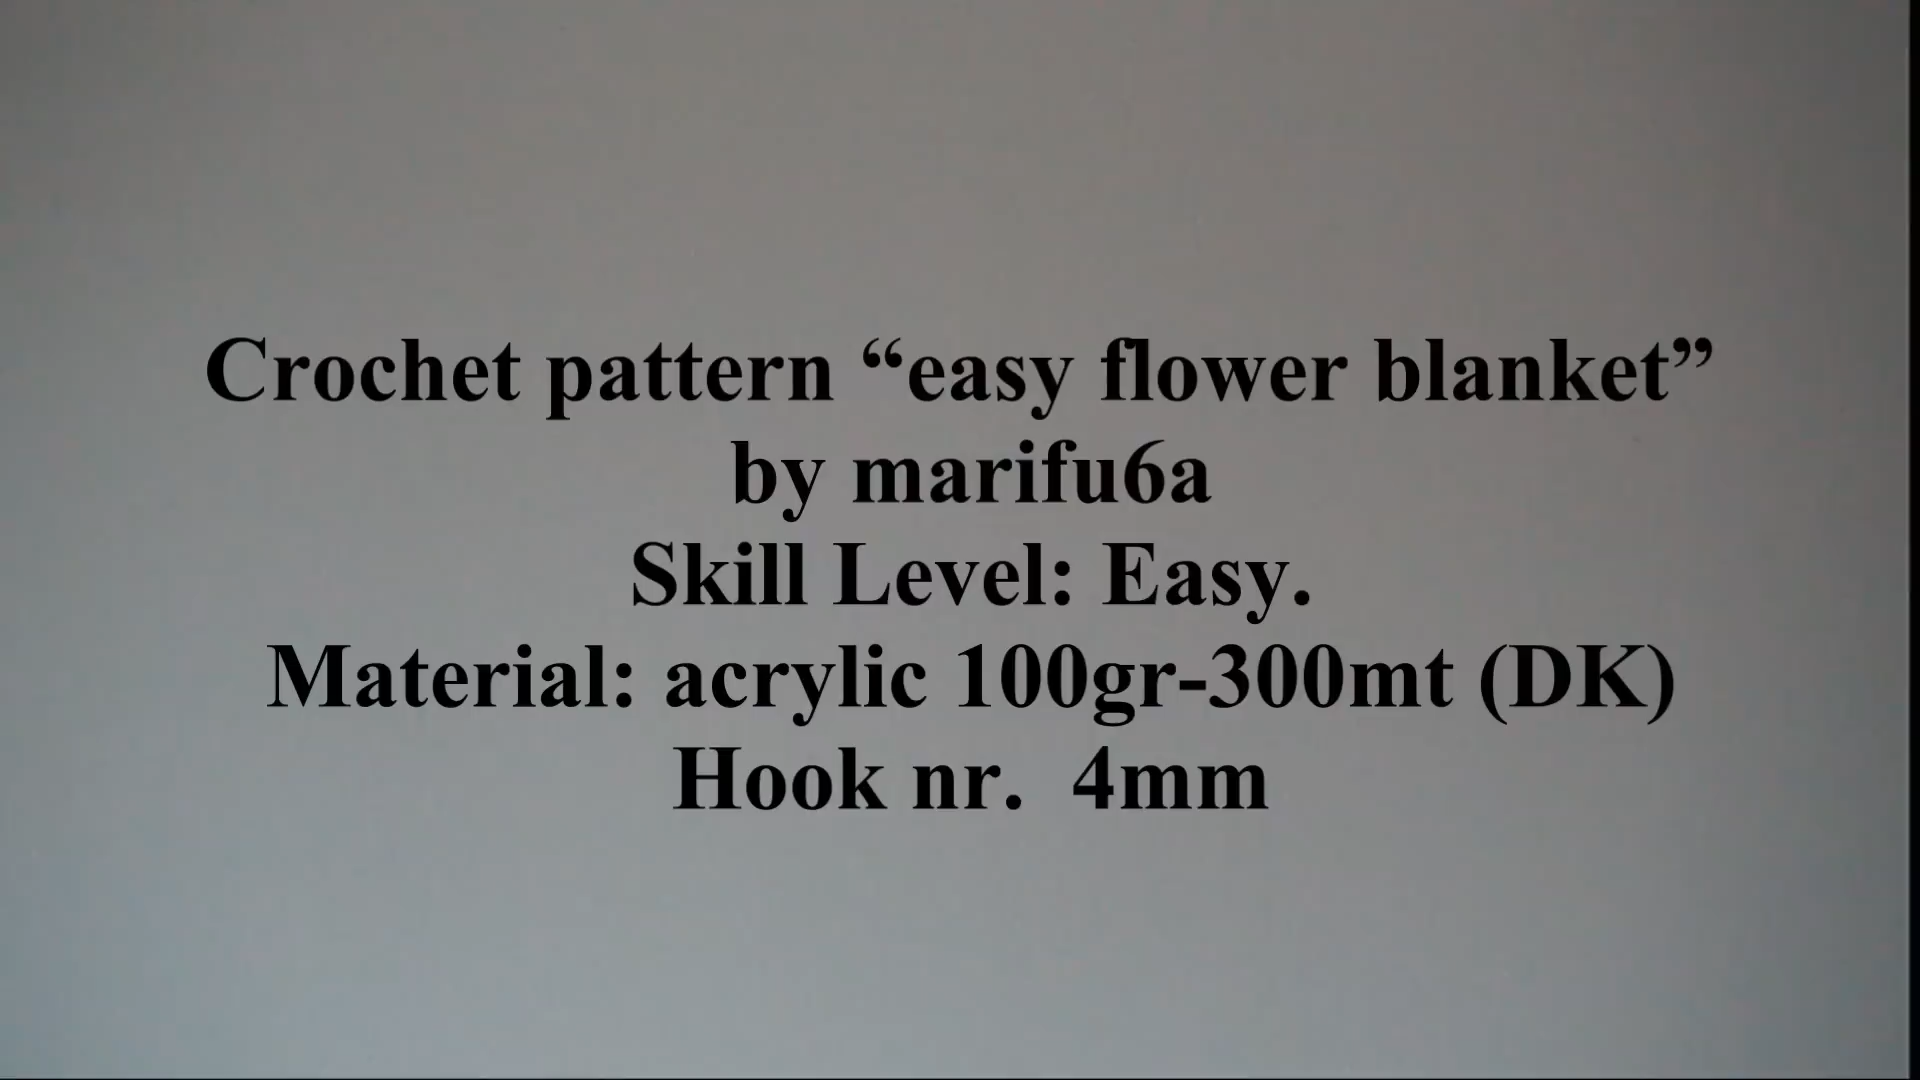 Crochet pattern “easy flower blanket”
by marifu6a
Skill Level: Easy.
Material: acrylic 100gr-300mt (DK)
Hook nr.  4mm